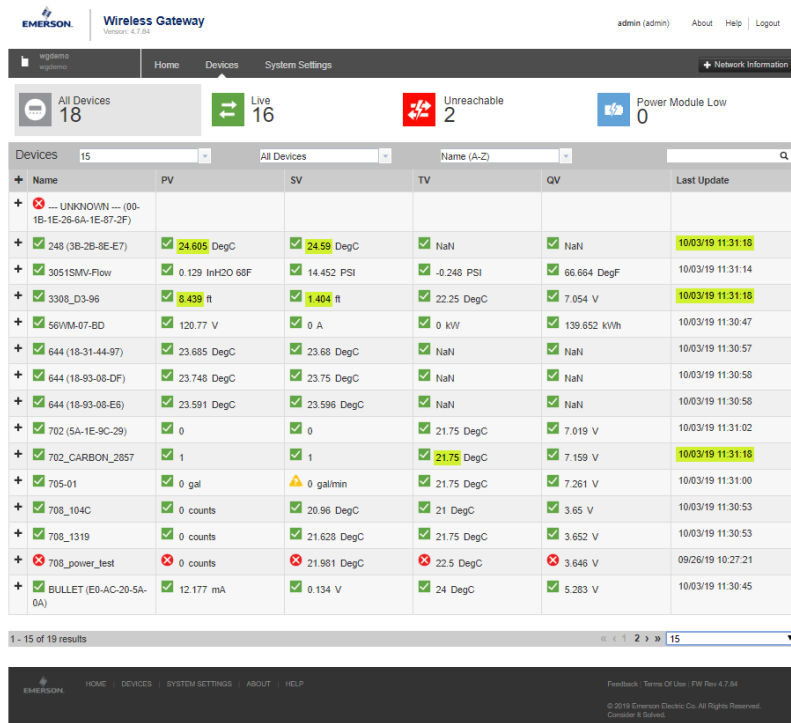 EMERSON.
Wireless Gateway
Version: 4.7.84
admin (admin) About Help Logout
wgdemo
wgdemo
Home Devices System Settings
+ Network Information
All Devices
18
Live
16
Unreachable
2
Power Module Low
0
Devices 15 All Devices Name (A-Z)
+ Name PV SV TV QV Last Update
+ --- UNKNOWN --- (00-
1B-1E-26-6A-1E-87-2F)
+ 248 (3B-2B-8E-E7) 24.605 DegC 24.59 DegC NaN NaN 10/03/19 11:31:18
+ 3051SMV-Flow 0.129 InH2O 68F 14.452 PSI -0.248 PSI 66.664 DegF 10/03/19 11:31:14
+ 3308_D3-96 8.439 ft 1.404 ft 22.25 DegC 7.054 V 10/03/19 11:31:18
+ 56WM-07-BD 120.77 V 0 A 0 kW 139.652 kWh 10/03/19 11:30:47
+ 644 (18-31-44-97) 23.685 DegC 23.68 DegC NaN NaN 10/03/19 11:30:57
+ 644 (18-93-08-DF) 23.748 DegC 23.75 DegC NaN NaN 10/03/19 11:30:58
+ 644 (18-93-08-E6) 23.591 DegC 23.596 DegC NaN NaN 10/03/19 11:30:58
+ 702 (5A-1E-9C-29) 0 0 21.75 DegC 7.019 V 10/03/19 11:31:02
+ 702_CARBON_2857 1 1 21.75 DegC 7.159 V 10/03/19 11:31:18
+ 705-01 0 gal 0 gal/min 21.75 DegC 7.261 V 10/03/19 11:31:00
+ 708_104C 0 counts 20.96 DegC 21 DegC 3.65 V 10/03/19 11:30:53
+ 708_1319 0 counts 21.628 DegC 21.75 DegC 3.652 V 10/03/19 11:30:53
+ 708_power_test 0 counts 21.981 DegC 22.5 DegC 3.646 V 09/26/19 10:27:21
+ BULLET (E0-AC-20-5A- 12.177 mA 0.134 V 24 DegC 5.283 V 10/03/19 11:30:45
0A)
1 - 15 of 19 results « ‹ 1 2 › » 15
EMERSON.
HOME | DEVICES | SYSTEM SETTINGS | ABOUT | HELP
Feedback | Terms Of Use | FW Rev 4.7.84
© 2019 Emerson Electric Co. All Rights Reserved.
Consider It Solved.